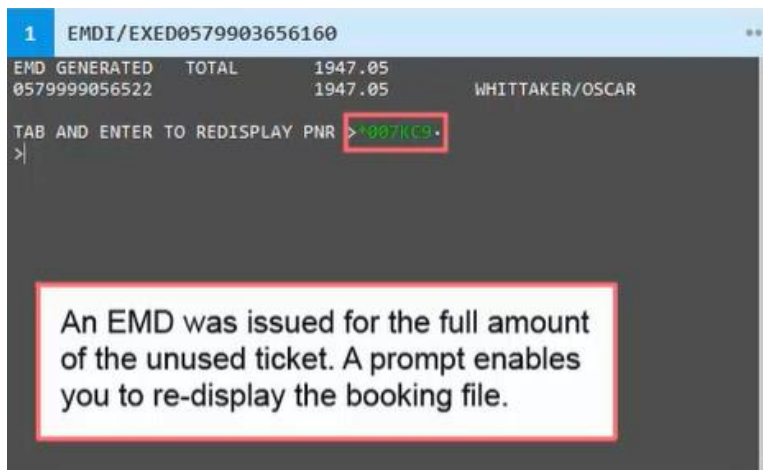 1 EMDI/EXED0579903656160
EMD GENERATED TOTAL 1947.05
0579999056522 1947.05 WHITTAKER/OSCAR
TAB AND ENTER TO REDISPLAY PNR >*007KC9·
>
An EMD was issued for the full amount
of the unused ticket. A prompt enables
you to re-display the booking file.